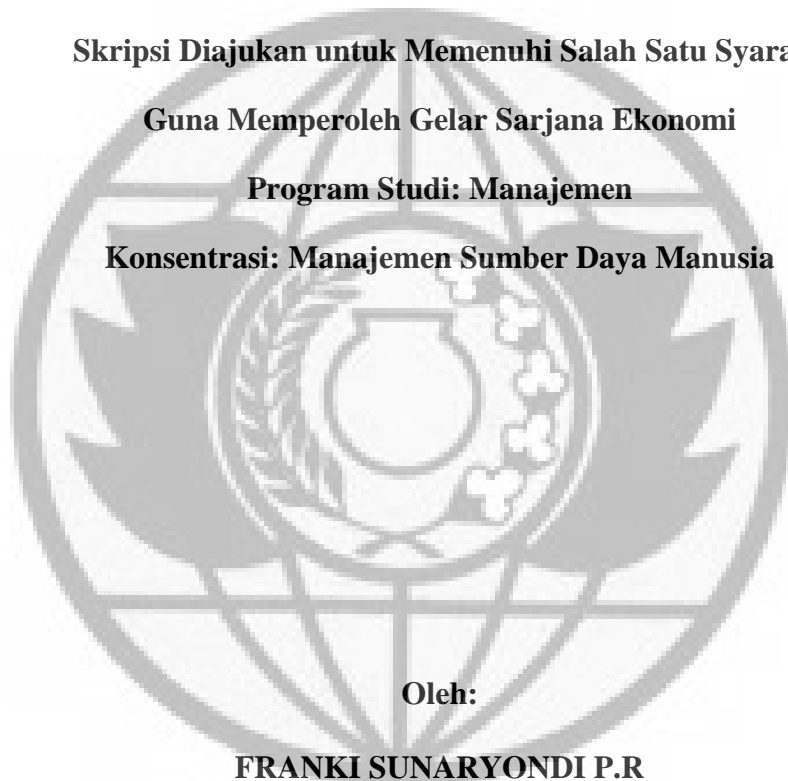 Skripsi Diajukan untuk Memenuhi Salah Satu Syara
Guna Memperoleh Gelar Sarjana Ekonomi
Program Studi: Manajemen
Konsentrasi: Manajemen Sumber Daya Manusia
Oleh:
FRANKI SUNARYONDI P.R